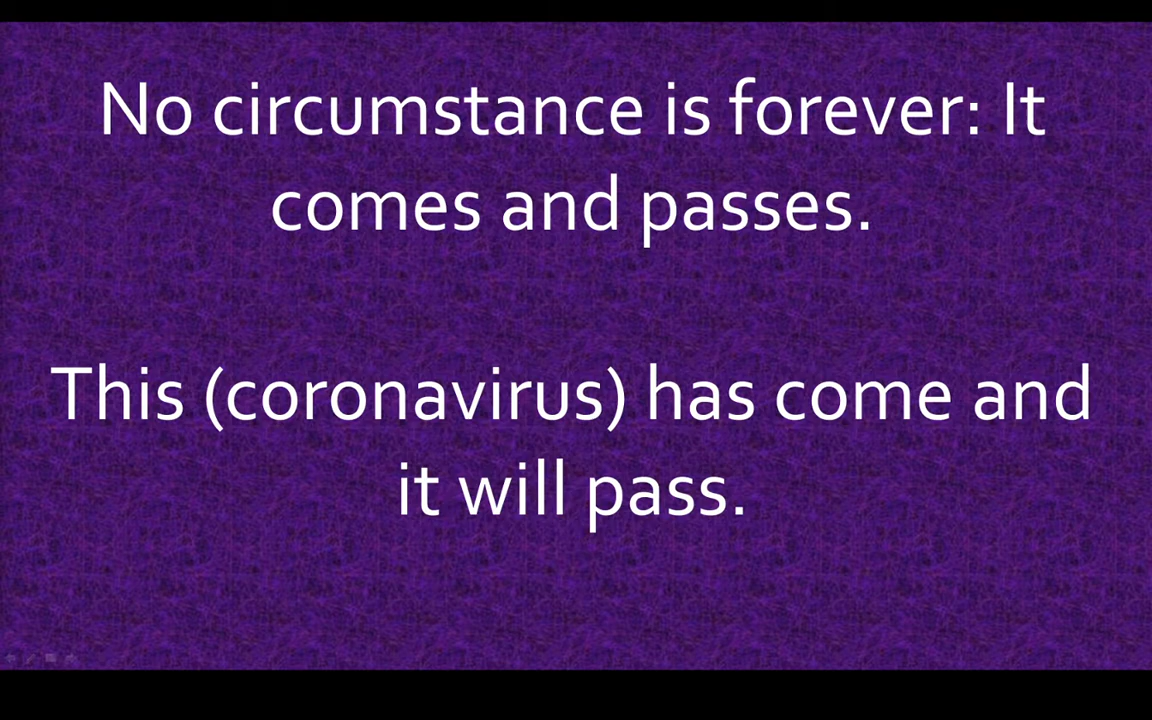 No circumstance is forever: It
comes and passes.
This (coronavirus) has come and
it will pass.